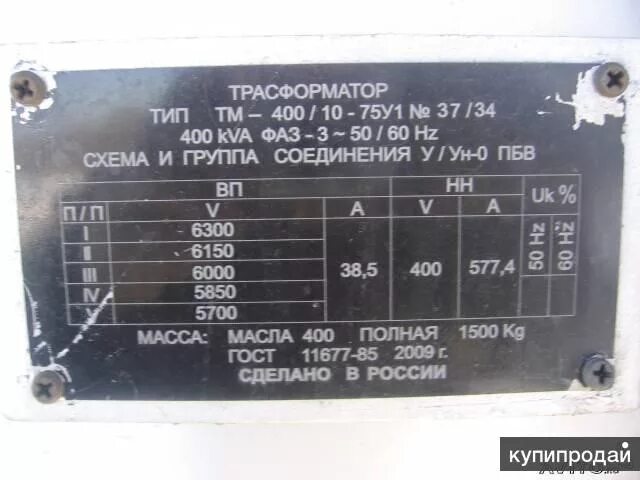 ТРАСФОРМАТОР
ТИП ТМ – 400 / 10 - 75У1 № 37 / 34
400 kVA ФАЗ - 3 ~ 50 / 60 Hz
СХЕМА И ГРУППА СОЕДИНЕНИЯ У / Ун-0 ПБВ
ВП НН Uk %
П / П V A V A 50 Hz 60 Hz
I 6300
II 6150
III 6000 38,5 400 577,4
IV 5850
V 5700
МАССА: МАСЛА 400 ПОЛНАЯ 1500 Kg
ГОСТ 11677-85 2009 г.
СДЕЛАНО В РОССИИ
купипродай